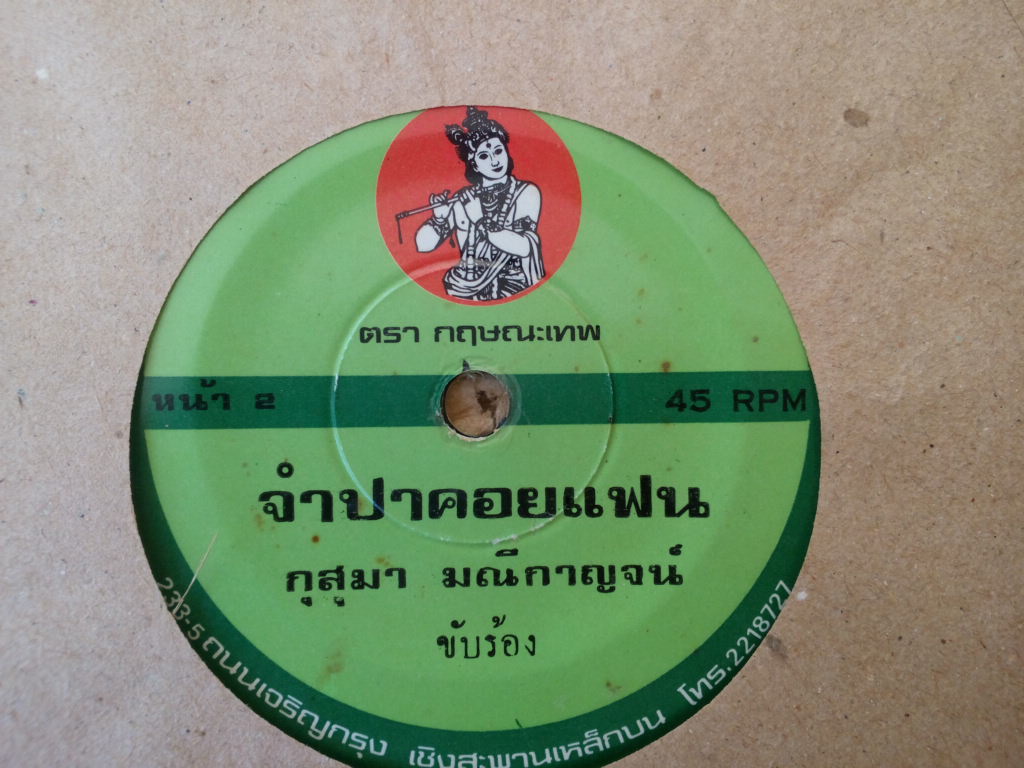 ตรา กฤษณะเทพ
หน้า 2
45 RPM
จำปาคอยแฟน
กุสุมา มณีกาญจน์
ขับร้อง
233-5 ถนนเจริญกรุง เชิงสะพานเหล็กบน โทร.2218727